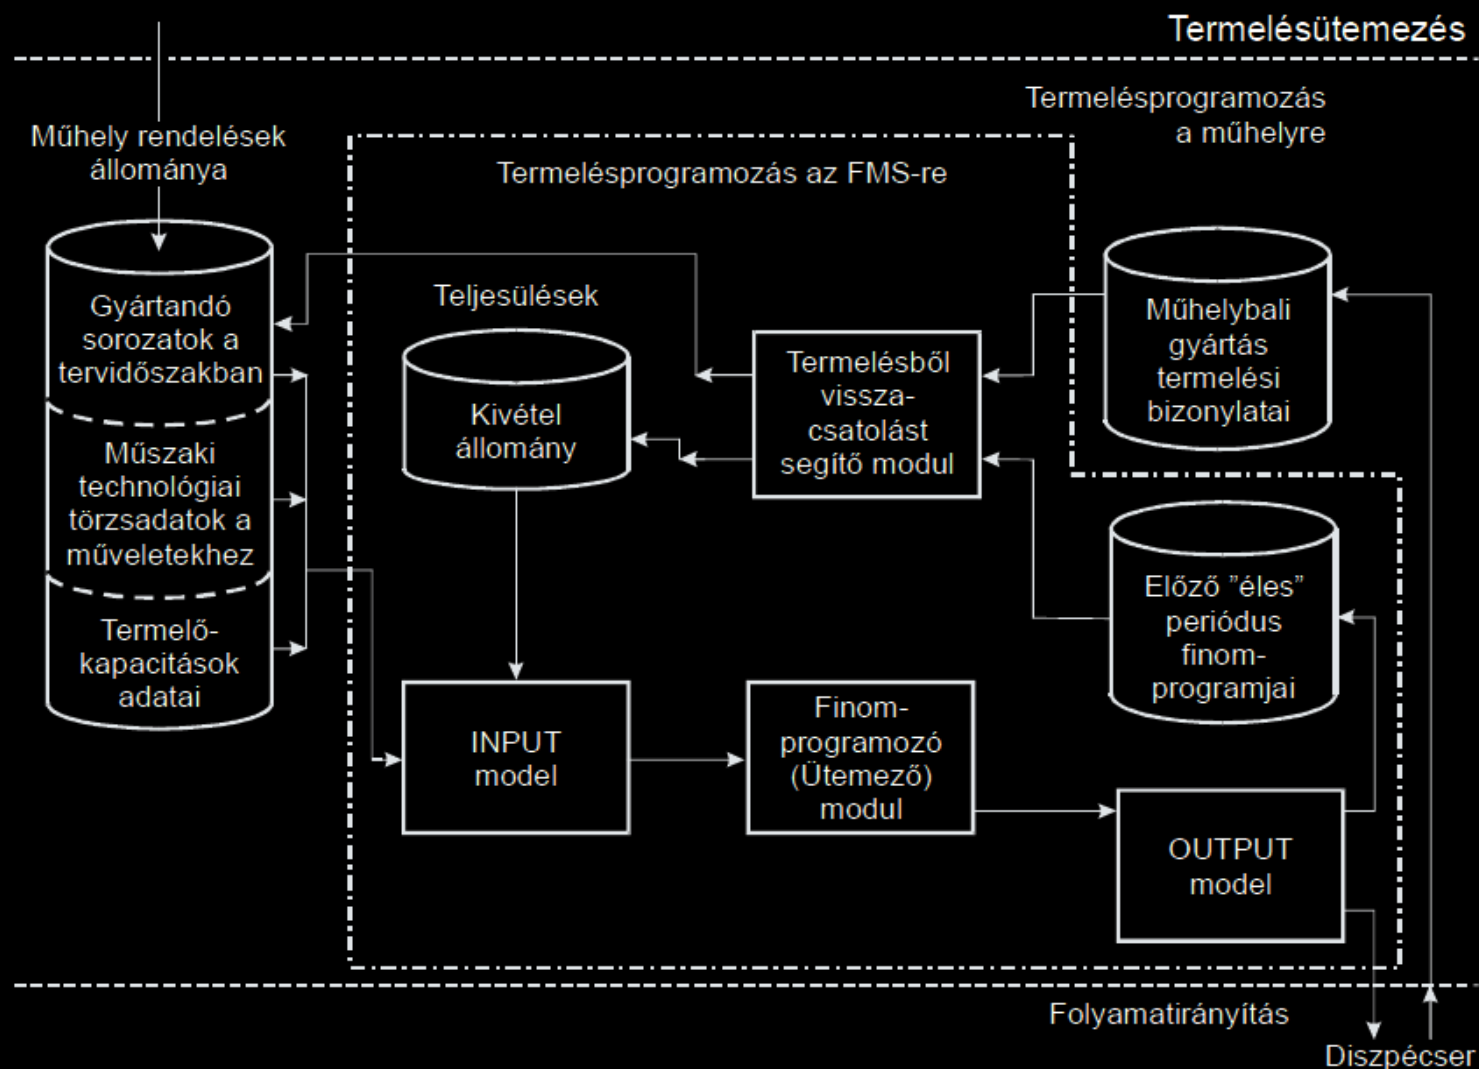 Termelésütemezés
Termelésprogramozás
a műhelyre
Műhely rendelések
állománya
Termelésprogramozás az FMS-re
Gyártandó
sorozatok a
tervidőszakban
Műszaki
technológiai
törzsadatok a
műveletekhez
Termelő-
kapacitások
adatai
Teljesülések
Kivétel
állomány
Termelésből
vissza-
csatolást
segítő modul
Műhelybali
gyártás
termelési
bizonylatai
Előző ”éles”
periódus
finom-
programjai
INPUT
model
Finom-
programozó
(Ütemező)
modul
OUTPUT
model
Folyamatirányítás
Diszpécser